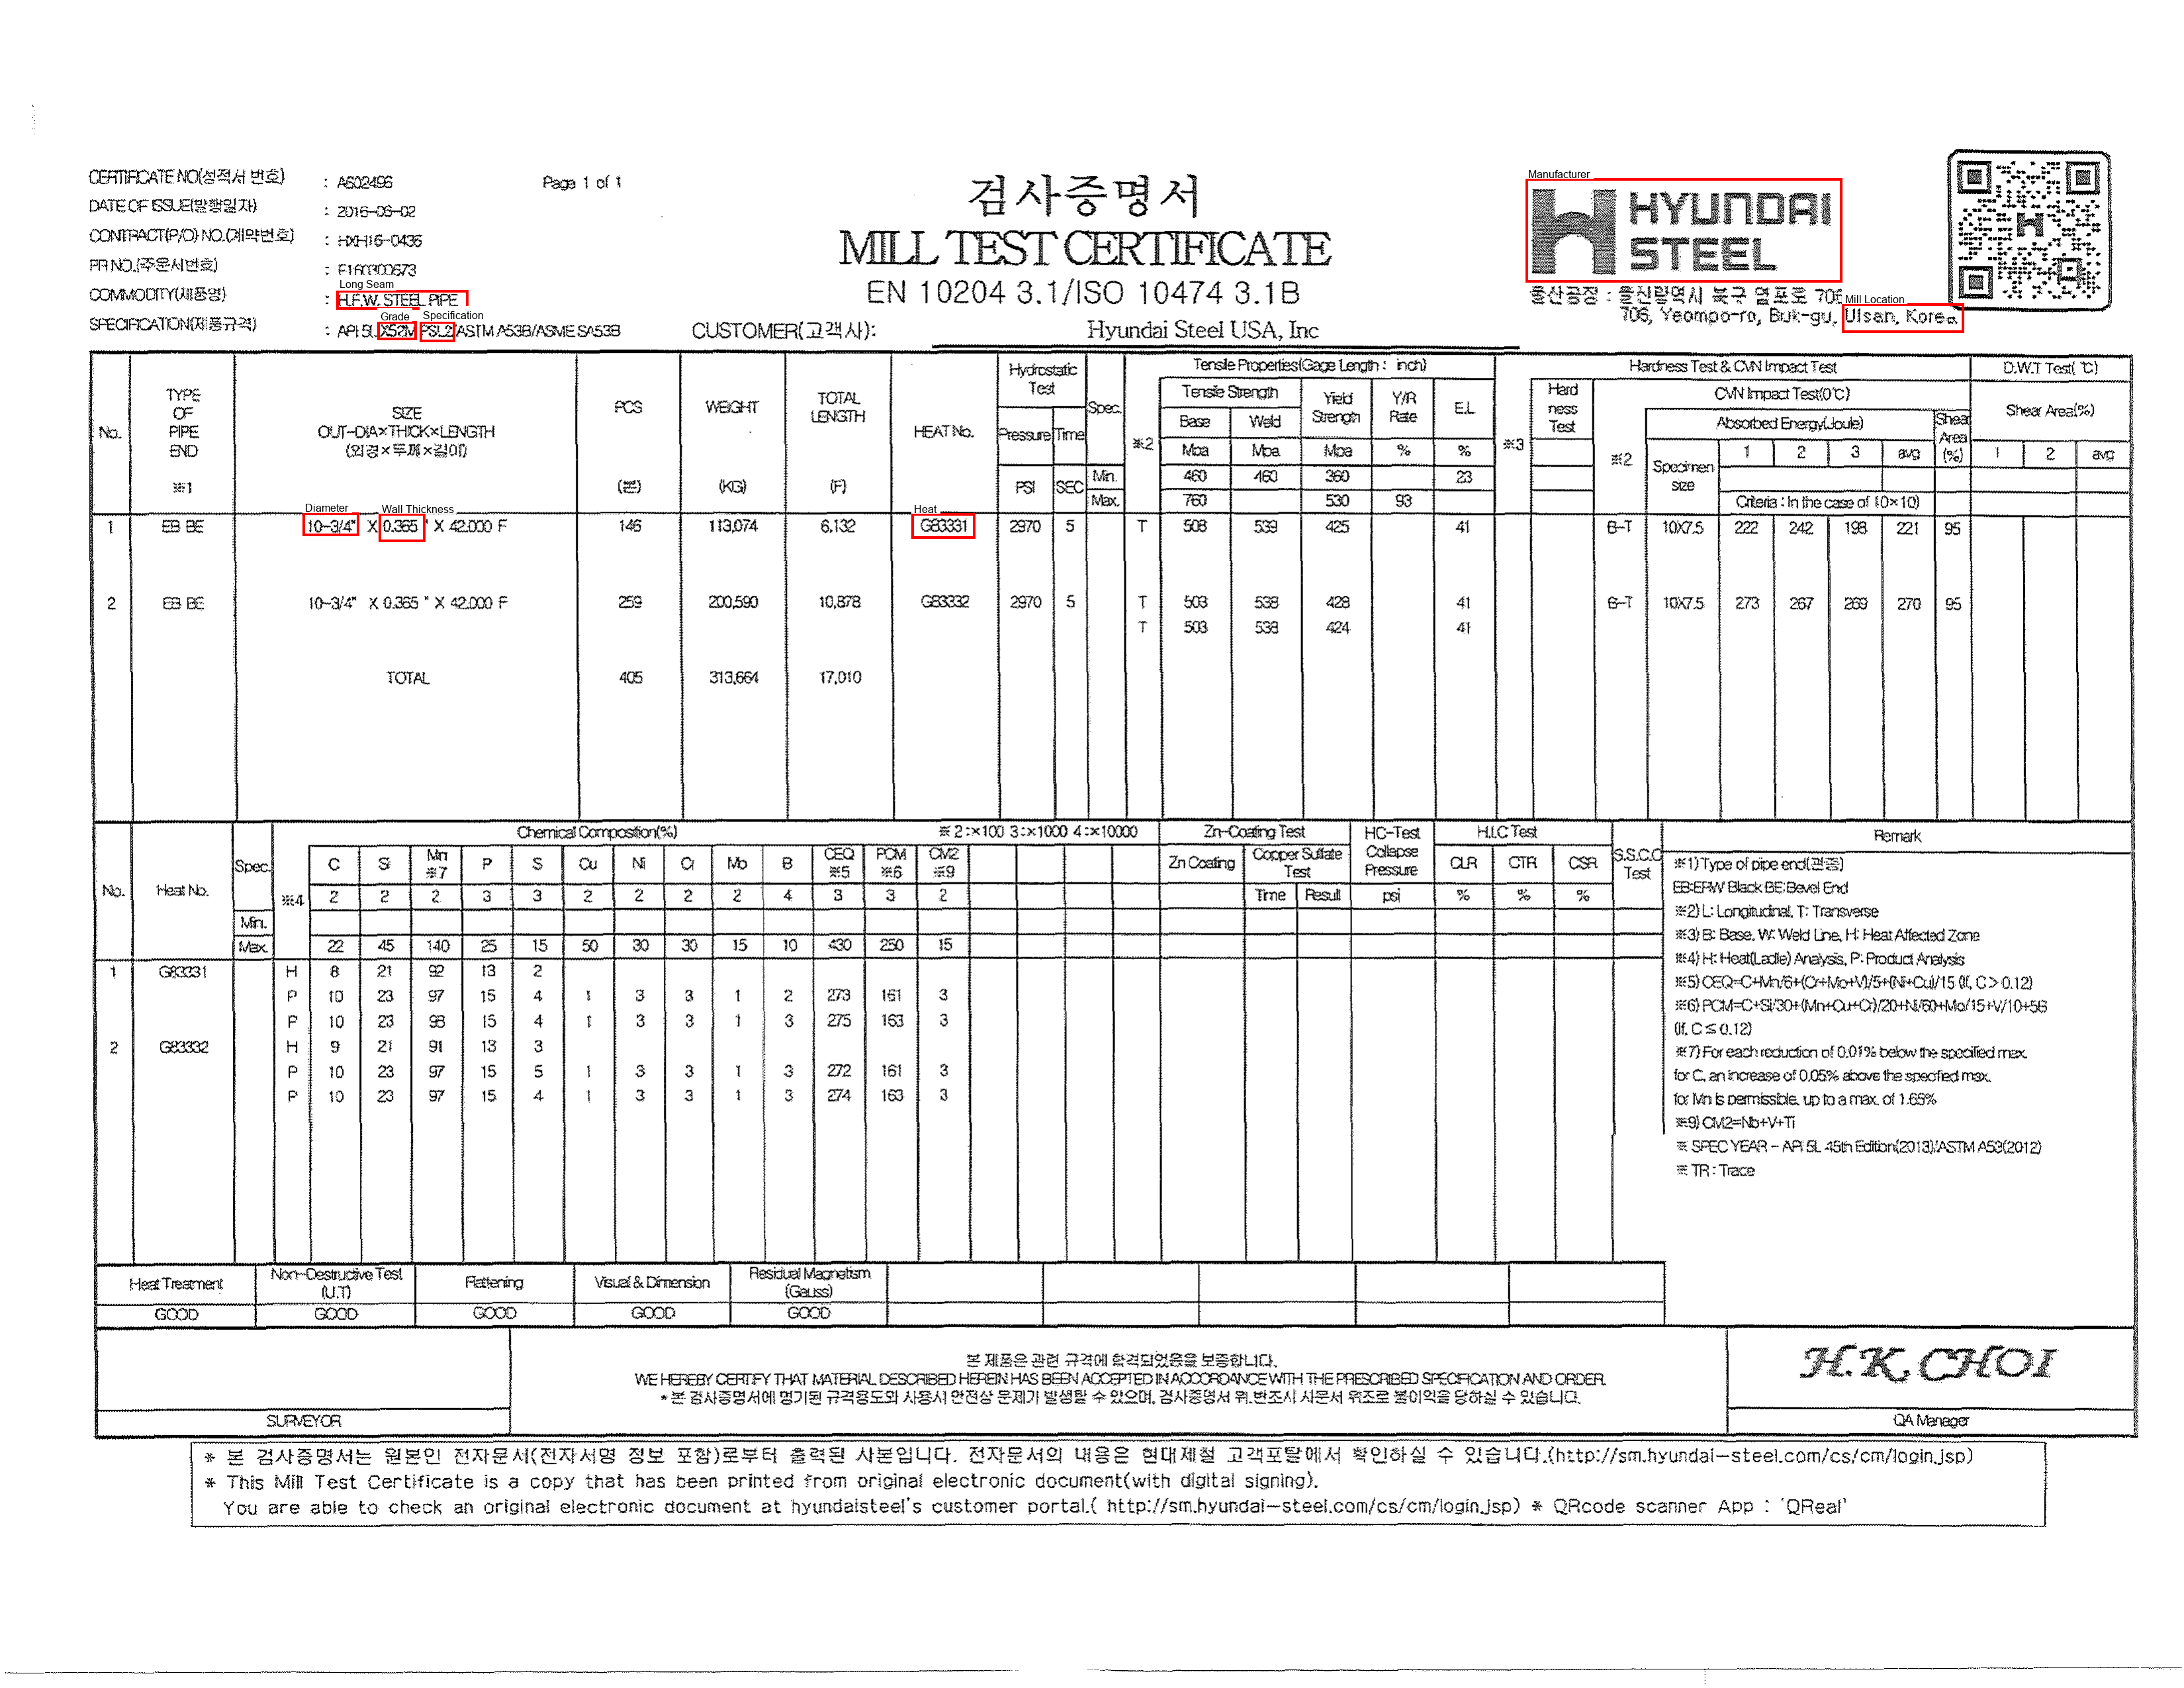 CERTIFICATE NO(성적서 번호) : A602496 Page 1 of 1
DATE OF ISSUE(발행일자) : 2016-06-02
CONTRACT(P/O) NO.(계약번호) : HXH16-0436
PR NO.(주문서번호) : F160300673
COMMODITY(제품명) : H.F.W. STEEL PIPE
Long Seam
SPECIFICATION(제품규격) : API 5L X52M PSL2/ASTM A53B/ASME SA53B
Grade Specification
검사증명서
MILL TEST CERTIFICATE
EN 10204 3.1/ISO 10474 3.1B
CUSTOMER(고객사): Hyundai Steel USA, Inc
Manufacturer
HYUNDAI
STEEL
울산공장 : 울산광역시 북구 염포로 706
Mill Location
706, Yeompo-ro, Buk-gu, Ulsan, Korea
No. TYPE OF PIPE END ※1 SIZE OUT-DIA×THICK×LENGTH (외경×두께×길이) PCS (본) WEIGHT (KG) TOTAL LENGTH (F) HEAT No. Hydrostatic Test Pressure Time PSI SEC Spec. Min. Max. ※2
Tensile Properties(Gage Length : inch)
Tensile Strength Yield Strength Y/R Rate E.L
Base Weld
Mpa Mpa Mpa % %
460 460 360 23
760 530 93
※3 Hardness Test & CVN Impact Test
Hard ness Test
CVN Impact Test(0℃)
※2 Specimen size Absorbed Energy(Joule) Shear Area (%)
1 2 3 avg
Criteria : In the case of 10×10)
D.W.T Test( ℃)
Shear Area(%)
1 2 avg
Diameter Wall Thickness Heat
1 EB BE 10-3/4" X 0.365 " X 42.000 F 146 113,074 6,132 G83331 2970 5 T 508 539 425 41 B-T 10X7.5 222 242 198 221 95
2 EB BE 10-3/4" X 0.365 " X 42.000 F 259 200,590 10,878 G83332 2970 5 T 503 538 428 41 B-T 10X7.5 273 267 269 270 95
T 503 538 424 41
TOTAL 405 313,664 17,010
Chemical Composition(%) ※ 2:×100 3:×1000 4:×10000
Zn-Coating Test HC-Test Collapse Pressure H.I.C Test S.S.C.C Test Remark
No. Heat No. Spec. ※4 C Si Mn ※7 P S Cu Ni Cr Mo B CEQ ※5 PCM ※6 CM2 ※9
Zn Coating Copper Sulfate Test CLR CTR CSR
2 2 2 3 3 2 2 2 2 4 3 3 2 Time Result psi % % %
Min.
Max. 22 45 140 25 15 50 30 30 15 10 430 250 15
1 G83331 H 8 21 92 13 2
P 10 23 97 15 4 1 3 3 1 2 273 161 3
P 10 23 98 15 4 1 3 3 1 3 275 163 3
2 G83332 H 9 21 91 13 3
P 10 23 97 15 5 1 3 3 1 3 272 161 3
P 10 23 97 15 4 1 3 3 1 3 274 163 3
※1) Type of pipe end(관종)
EB:ERW Black BE:Bevel End
※2) L: Longitudinal, T: Transverse
※3) B: Base, W: Weld Line, H: Heat Affected Zone
※4) H: Heat(Ladle) Analysis, P: Product Analysis
※5) CEQ=C+Mn/6+(Cr+Mo+V)/5+(Ni+Cu)/15 (If, C > 0.12)
※6) PCM=C+Si/30+(Mn+Cu+Cr)/20+Ni/60+Mo/15+V/10+5B
(If, C ≤ 0.12)
※7) For each reduction of 0.01% below the specified max.
for C, an increase of 0.05% above the specified max.
for Mn is permissible, up to a max. of 1.65%
※9) CM2=Nb+V+Ti
※ SPEC YEAR - API 5L 45th Edition(2013)/ASTM A53(2012)
※ TR : Trace
Heat Treatment Non-Destructive Test (U.T) Flattening Visual & Dimension Residual Magnetism (Gauss)
GOOD GOOD GOOD GOOD GOOD
본 제품은 관련 규격에 합격되었음을 보증합니다.
WE HEREBY CERTIFY THAT MATERIAL DESCRIBED HEREIN HAS BEEN ACCEPTED IN ACCORDANCE WITH THE PRESCRIBED SPECIFICATION AND ORDER.
*본 검사증명서에 명기된 규격용도외 사용시 안전상 문제가 발생할 수 있으며, 검사증명서 위.변조시 사문서 위조로 불이익을 당하실 수 있습니다.
SURVEYOR
H.K. CHOI
QA Manager
* 본 검사증명서는 원본인 전자문서(전자서명 정보 포함)로부터 출력된 사본입니다. 전자문서의 내용은 현대제철 고객포탈에서 확인하실 수 있습니다.(http://sm.hyundai-steel.com/cs/cm/login.jsp)
* This Mill Test Certificate is a copy that has been printed from original electronic document(with digital signing).
You are able to check an original electronic document at hyundaisteel's customer portal.( http://sm.hyundai-steel.com/cs/cm/login.jsp) * QRcode scanner App : 'QReal'